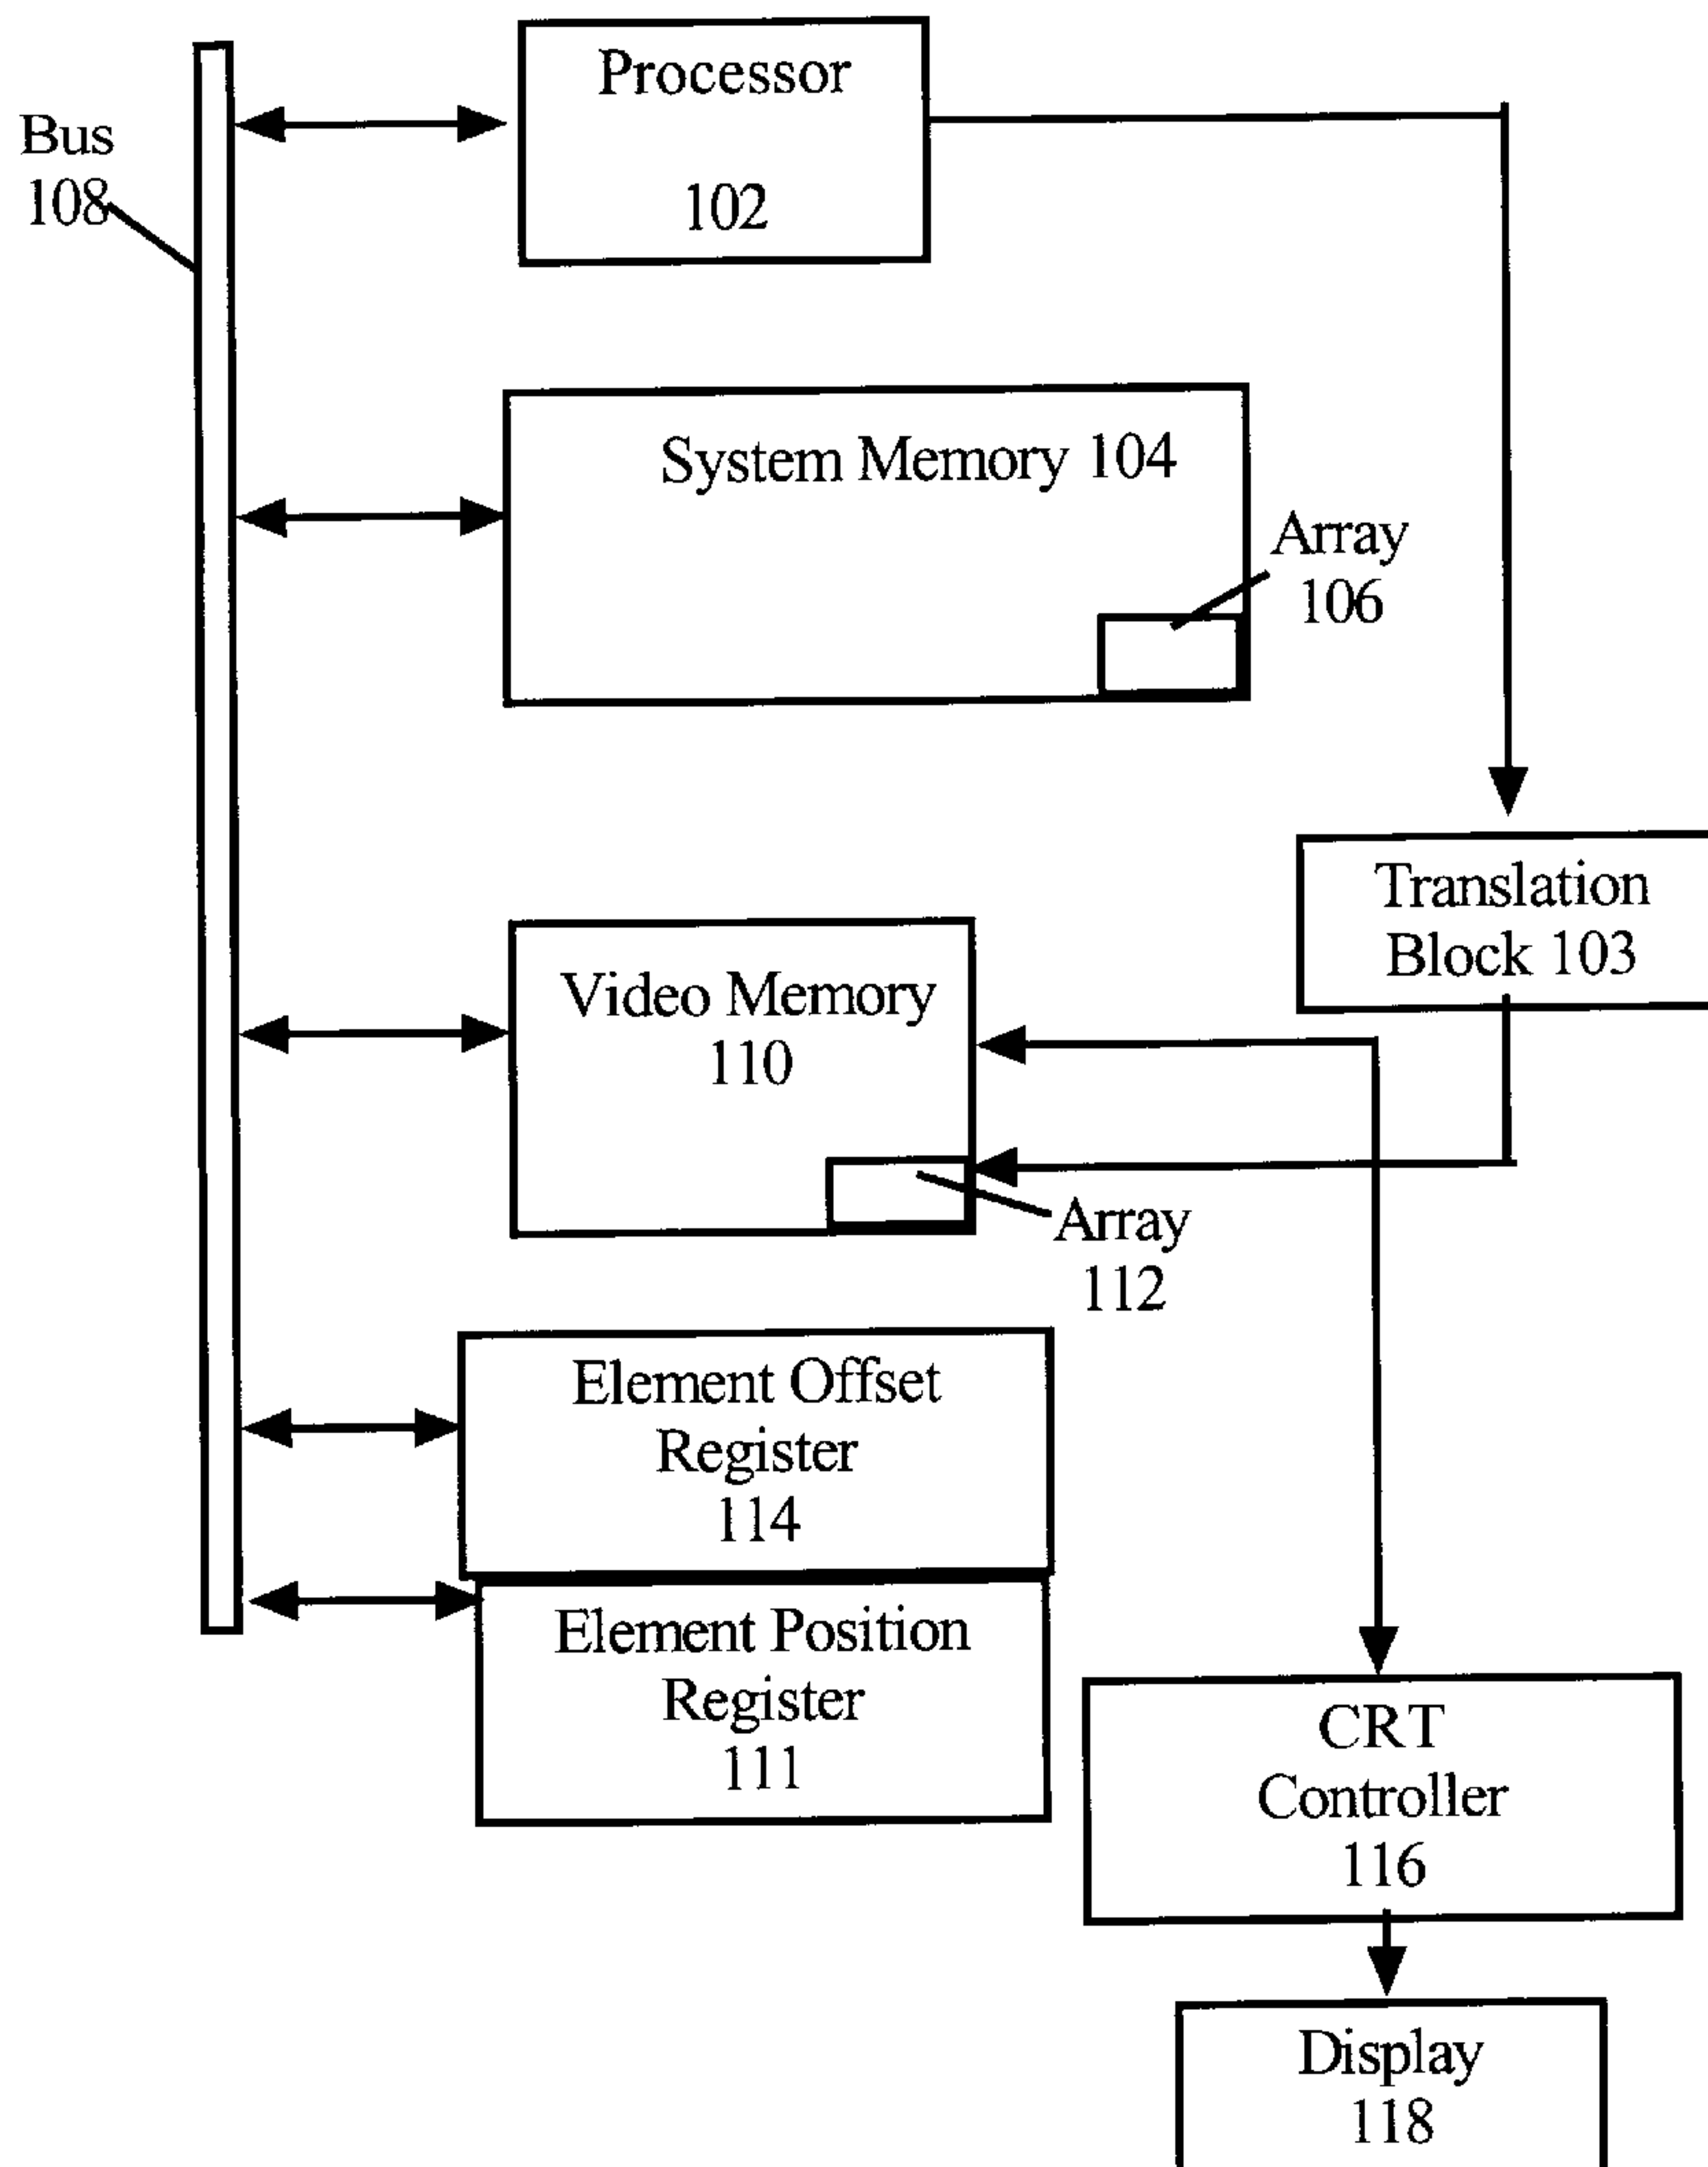 Processor
102
Bus
108
System Memory 104
Array
106
Translation
Block 103
Video Memory
110
Array
112
Element Offset
Register
114
Element Position
Register
111
CRT
Controller
116
Display
118